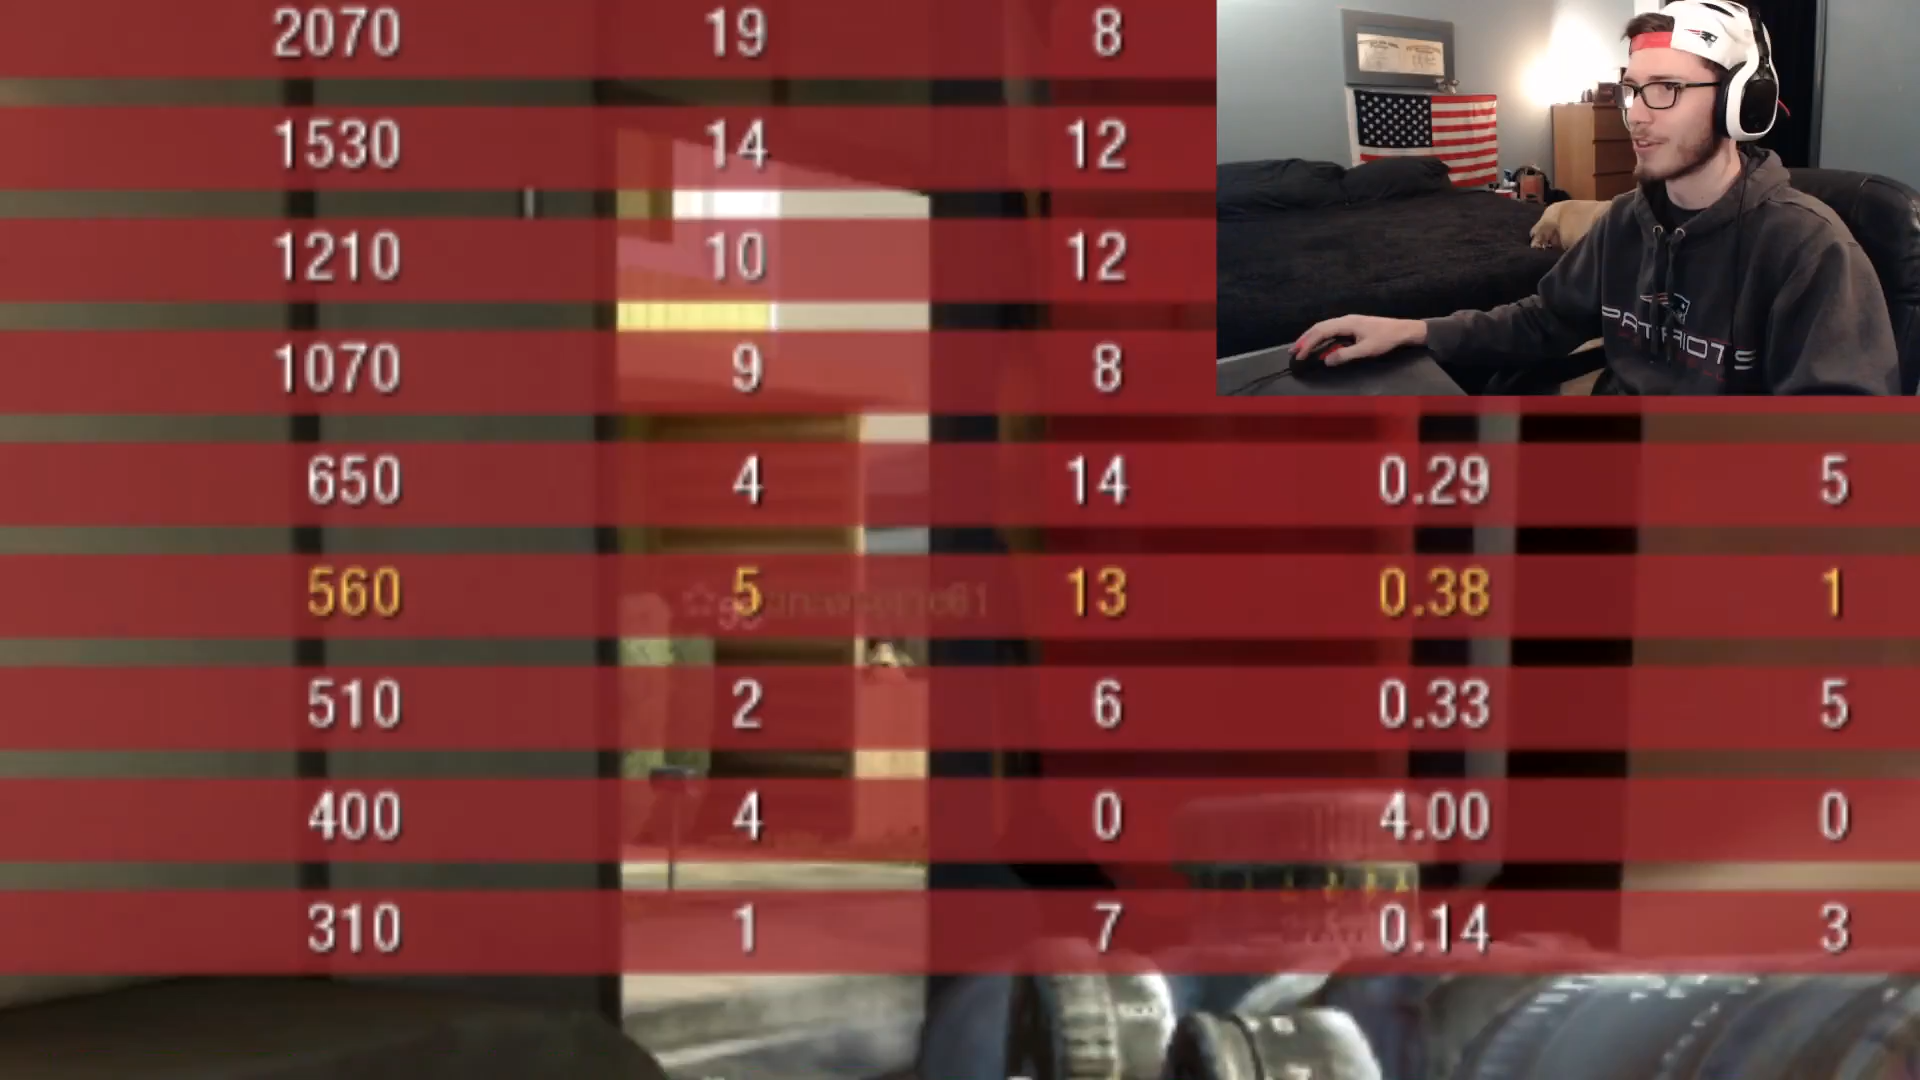 2070 19 8
1530 14 12
1210 10 12
1070 9 8
650 4 14 0.29 5
560 5 13 0.38 1
510 2 6 0.33 5
400 4 0 4.00 0
310 1 7 0.14 3
PATRIOTS